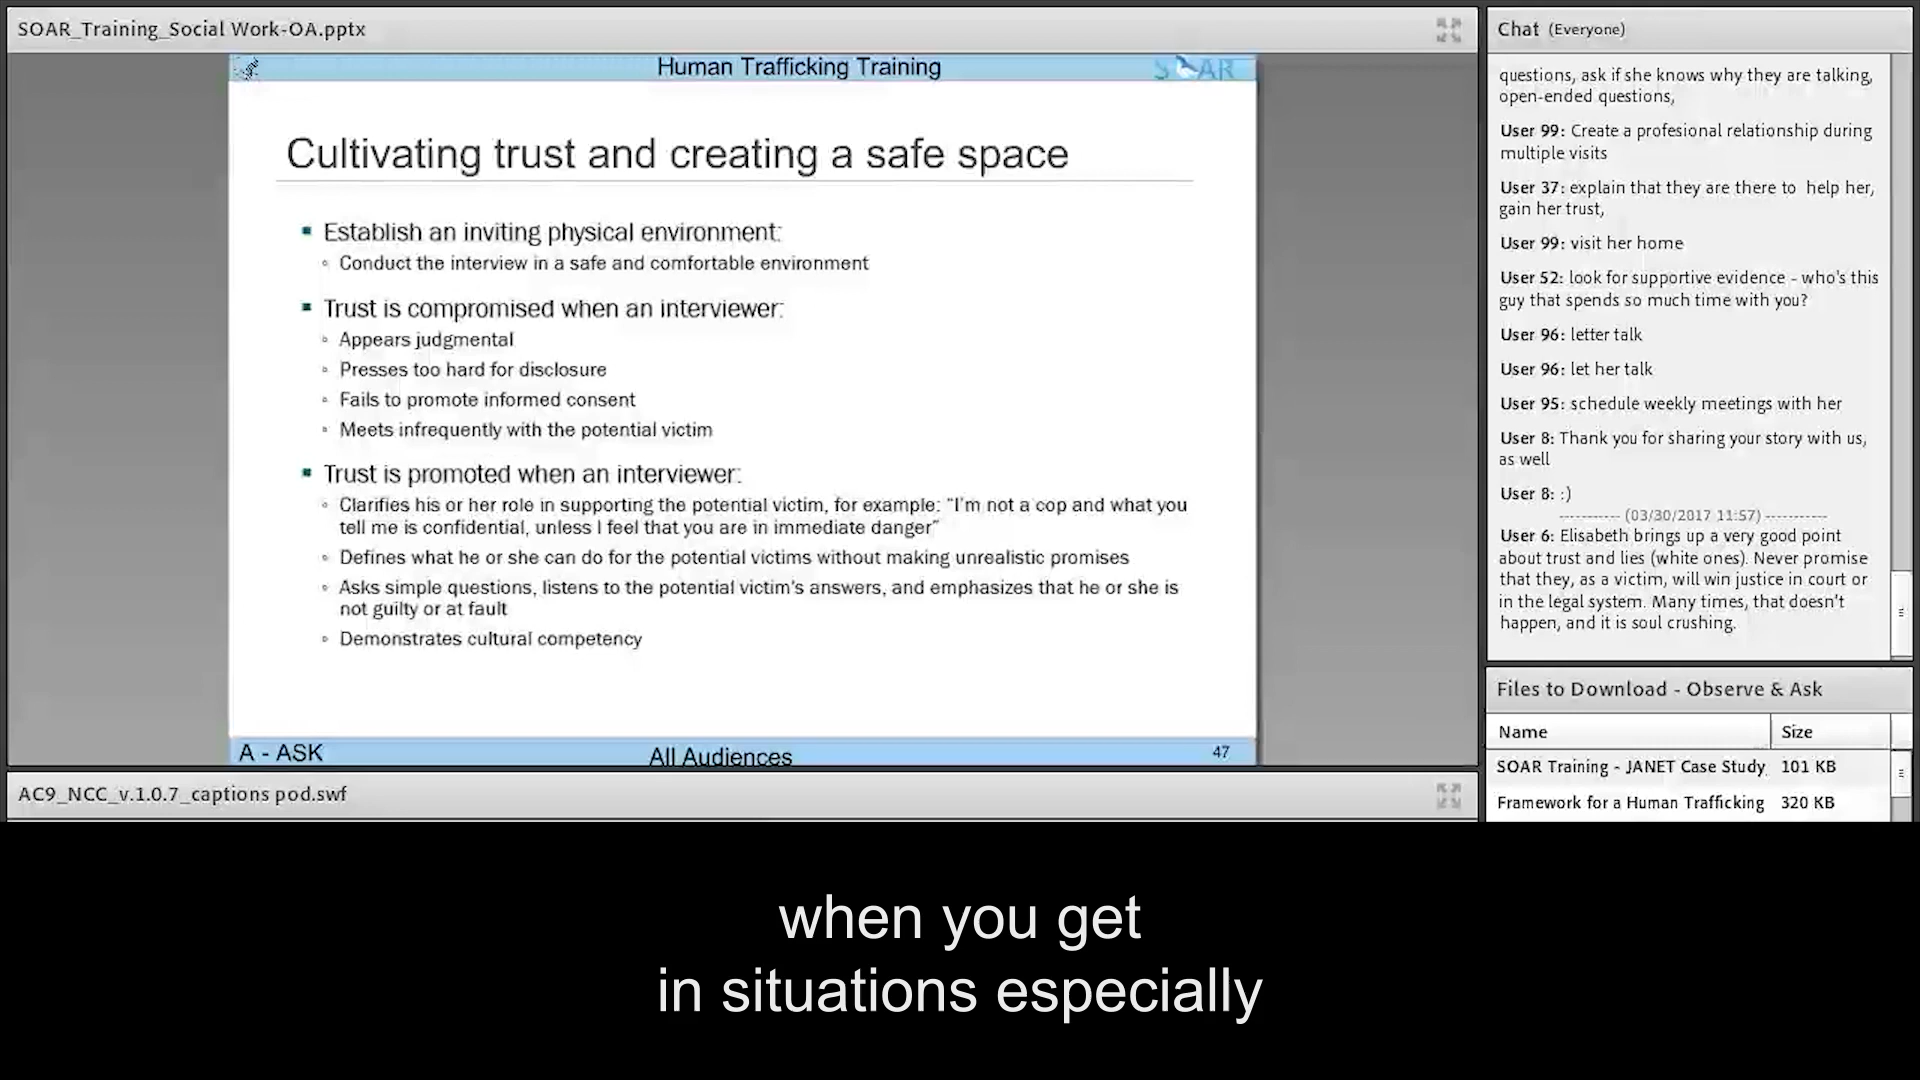 SOAR_Training_Social Work-OA.pptx
Human Trafficking Training
SOAR
Cultivating trust and creating a safe space
Establish an inviting physical environment:
Conduct the interview in a safe and comfortable environment
Trust is compromised when an interviewer:
Appears judgmental
Presses too hard for disclosure
Fails to promote informed consent
Meets infrequently with the potential victim
Trust is promoted when an interviewer:
Clarifies his or her role in supporting the potential victim, for example: “I’m not a cop and what you
tell me is confidential, unless I feel that you are in immediate danger”
Defines what he or she can do for the potential victims without making unrealistic promises
Asks simple questions, listens to the potential victim's answers, and emphasizes that he or she is
not guilty or at fault
Demonstrates cultural competency
A - ASK
All Audiences
47
Chat (Everyone)
questions, ask if she knows why they are talking,
open-ended questions,
User 99: Create a profesional relationship during
multiple visits
User 37: explain that they are there to help her,
gain her trust,
User 99: visit her home
User 52: look for supportive evidence - who's this
guy that spends so much time with you?
User 96: letter talk
User 96: let her talk
User 95: schedule weekly meetings with her
User 8: Thank you for sharing your story with us,
as well
User 8: :)
---------- (03/30/2017 11:57) ----------
User 6: Elisabeth brings up a very good point
about trust and lies (white ones). Never promise
that they, as a victim, will win justice in court or
in the legal system. Many times, that doesn't
happen, and it is soul crushing.
Files to Download - Observe & Ask
Name Size
SOAR Training - JANET Case Study 101 KB
Framework for a Human Trafficking 320 KB
AC9_NCC_v.1.0.7_captions pod.swf
when you get
in situations especially